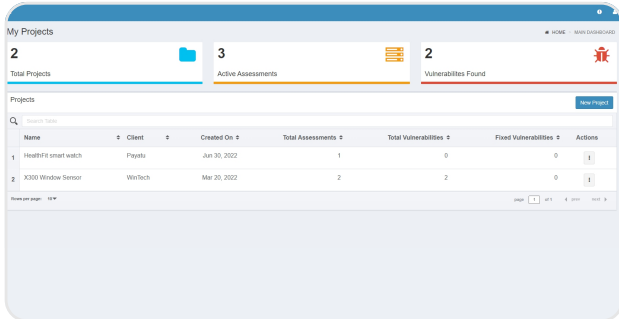 My Projects
HOME
MAIN DASHBOARD
2
Total Projects
3
Active Assessments
2
Vulnerabilites Found
Projects
New Project
Search Table
Name Client Created On Total Assessments Total Vulnerabilities Fixed Vulnerabilities Actions
1 HealthFit smart watch Payatu Jun 30, 2022 1 0 0
2 X300 Window Sensor WinTech Mar 20, 2022 2 2 0
Rows per page: 10 page 1 of 1 prev next